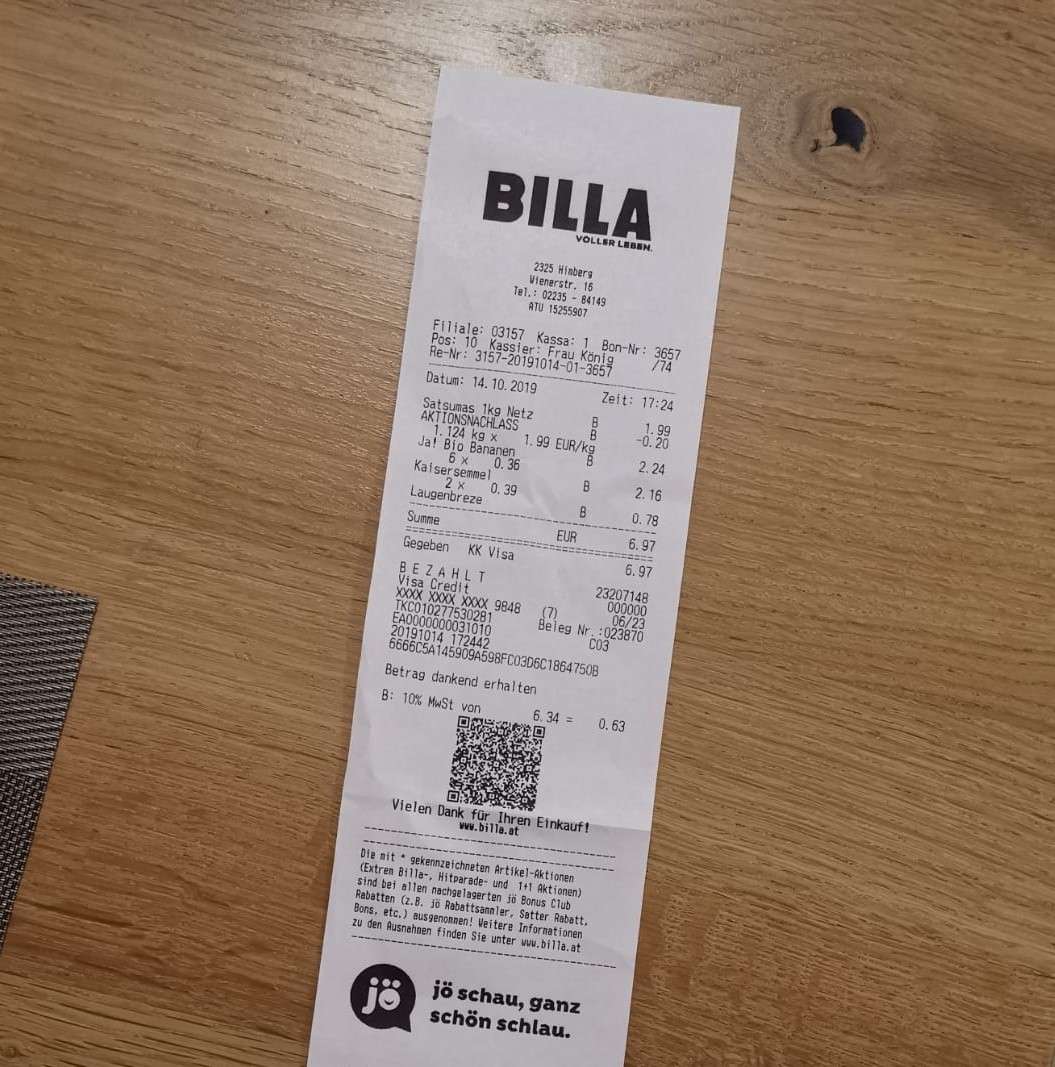 BILLA
VOLLER LEBEN.
2325 Himberg
Wienerstr. 16
Tel.: 02235 - 84149
ATU 15255907
Filiale: 03157 Kassa: 1 Bon-Nr: 3657
Pos: 10 Kassier: Frau König /74
Re-Nr: 3157-20191014-01-3657
Datum: 14.10.2019 Zeit: 17:24
Satsumas 1kg Netz B 1.99
AKTIONSNACHLASS B -0.20
1.124 kg x 1.99 EUR/kg
Ja! Bio Bananen B 2.24
6 x 0.36
Kaisersemmel B 2.16
2 x 0.39
Laugenbreze B 0.78
Summe EUR 6.97
Gegeben KK Visa 6.97
BEZAHLT 23207148
Visa Credit 000000
XXXX XXXX XXXX 9848 (7) 06/23
TKC010277530281 Beleg Nr.:023870
EA0000000031010 C03
20191014 172442
6666C5A145909A598FC03D6C1864750B
Betrag dankend erhalten
B: 10% MwSt von 6.34 = 0.63
Vielen Dank für Ihren Einkauf!
www.billa.at
Die mit * gekennzeichneten Artikel-Aktionen
(Extrem Billa-, Hitparade- und 1+1 Aktionen)
sind bei allen nachgelagerten jö Bonus Club
Rabatten (z.B. jö Rabattsammler, Satter Rabatt,
Bons, etc.) ausgenommen! Weitere Informationen
zu den Ausnahmen finden Sie unter www.billa.at
jö
jö schau, ganz
schön schlau.